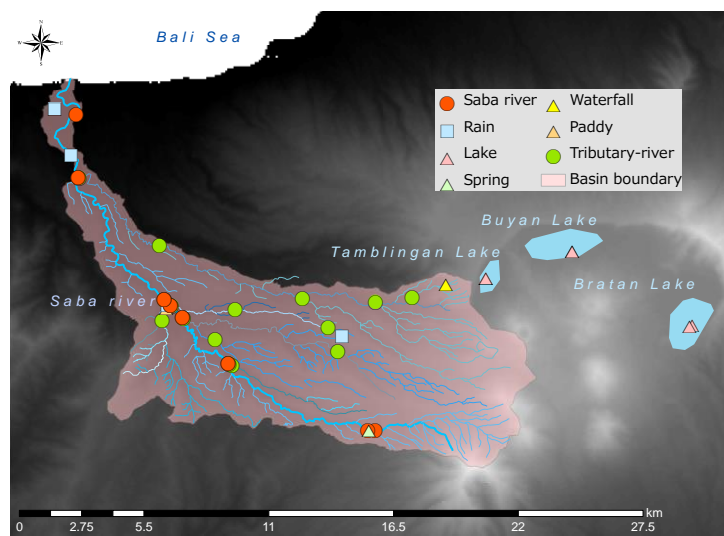 Bali Sea
N
W
E
S
Saba river
Waterfall
Rain
Paddy
Lake
Tributary-river
Spring
Basin boundary
Buyan Lake
Tamblingan Lake
Bratan Lake
Saba river
km
0
2.75
5.5
11
16.5
22
27.5